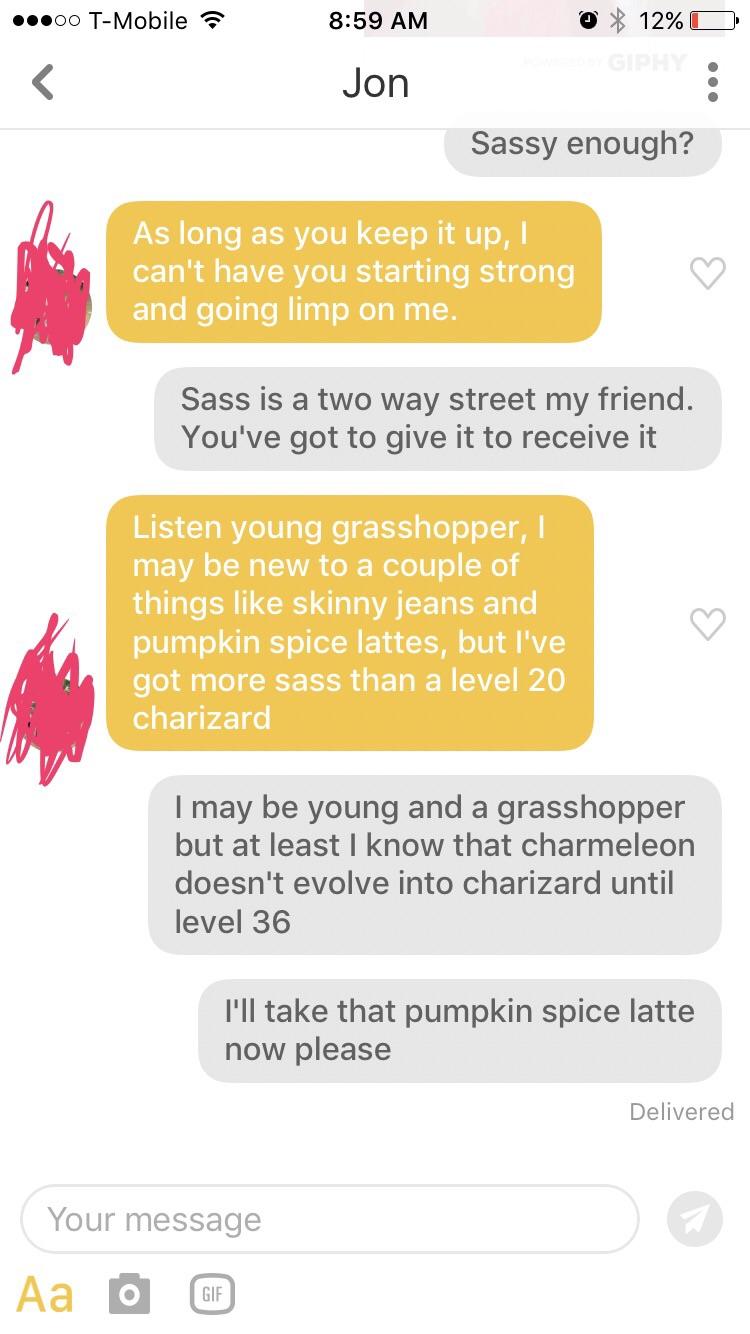 T-Mobile 8:59 AM 12%
POWERED BY GIPHY
Jon
Sassy enough?
As long as you keep it up, I
can't have you starting strong
and going limp on me.
Sass is a two way street my friend.
You've got to give it to receive it
Listen young grasshopper, I
may be new to a couple of
things like skinny jeans and
pumpkin spice lattes, but I've
got more sass than a level 20
charizard
I may be young and a grasshopper
but at least I know that charmeleon
doesn't evolve into charizard until
level 36
I'll take that pumpkin spice latte
now please
Delivered
Your message
Aa GIF